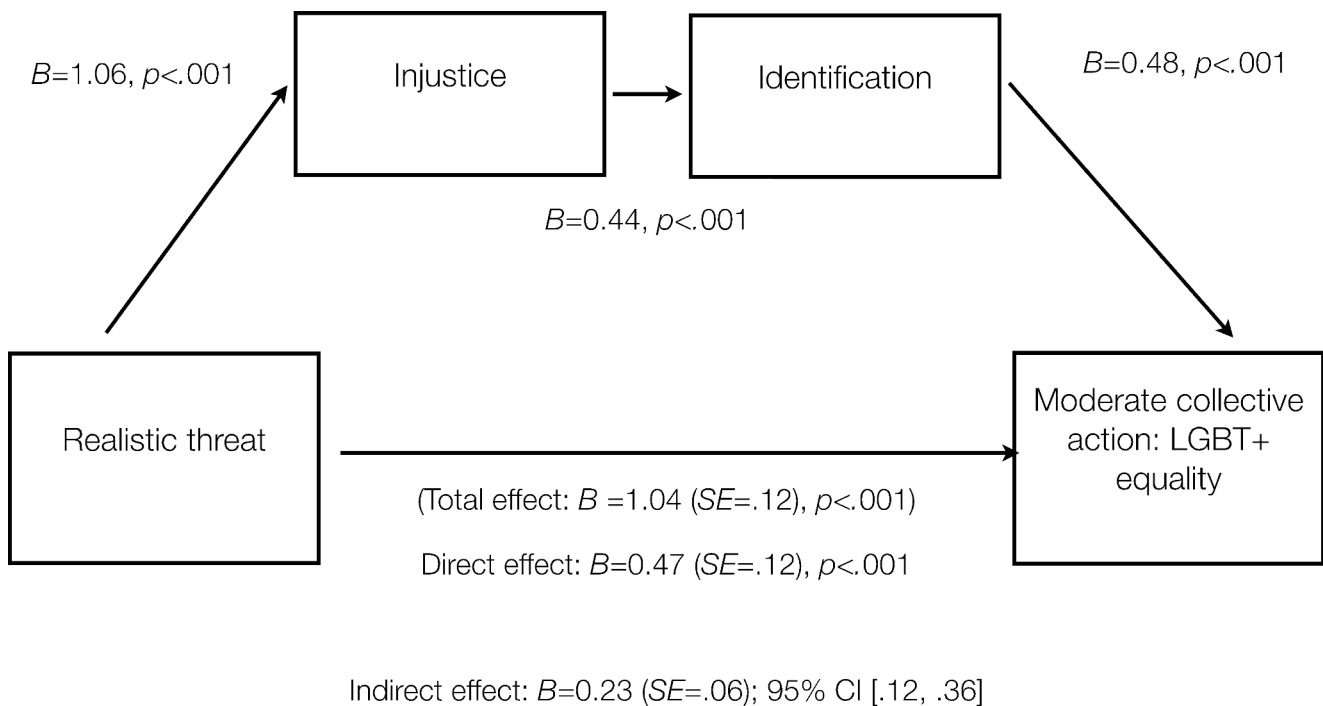 B=1.06, p<.001
Injustice
Identification
B=0.48, p<.001
B=0.44, p<.001
Realistic threat
Moderate collective
action: LGBT+
equality
(Total effect: B =1.04 (SE=.12), p<.001)
Direct effect: B=0.47 (SE=.12), p<.001
Indirect effect: B=0.23 (SE=.06); 95% CI [.12, .36]